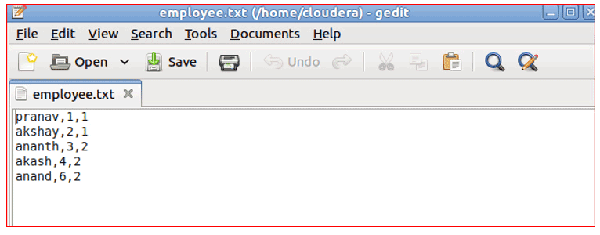 employee.txt (/home/cloudera) - gedit
File Edit View Search Tools Documents Help
Open Save Undo
employee.txt
pranav,1,1
akshay,2,1
ananth,3,2
akash,4,2
anand,6,2